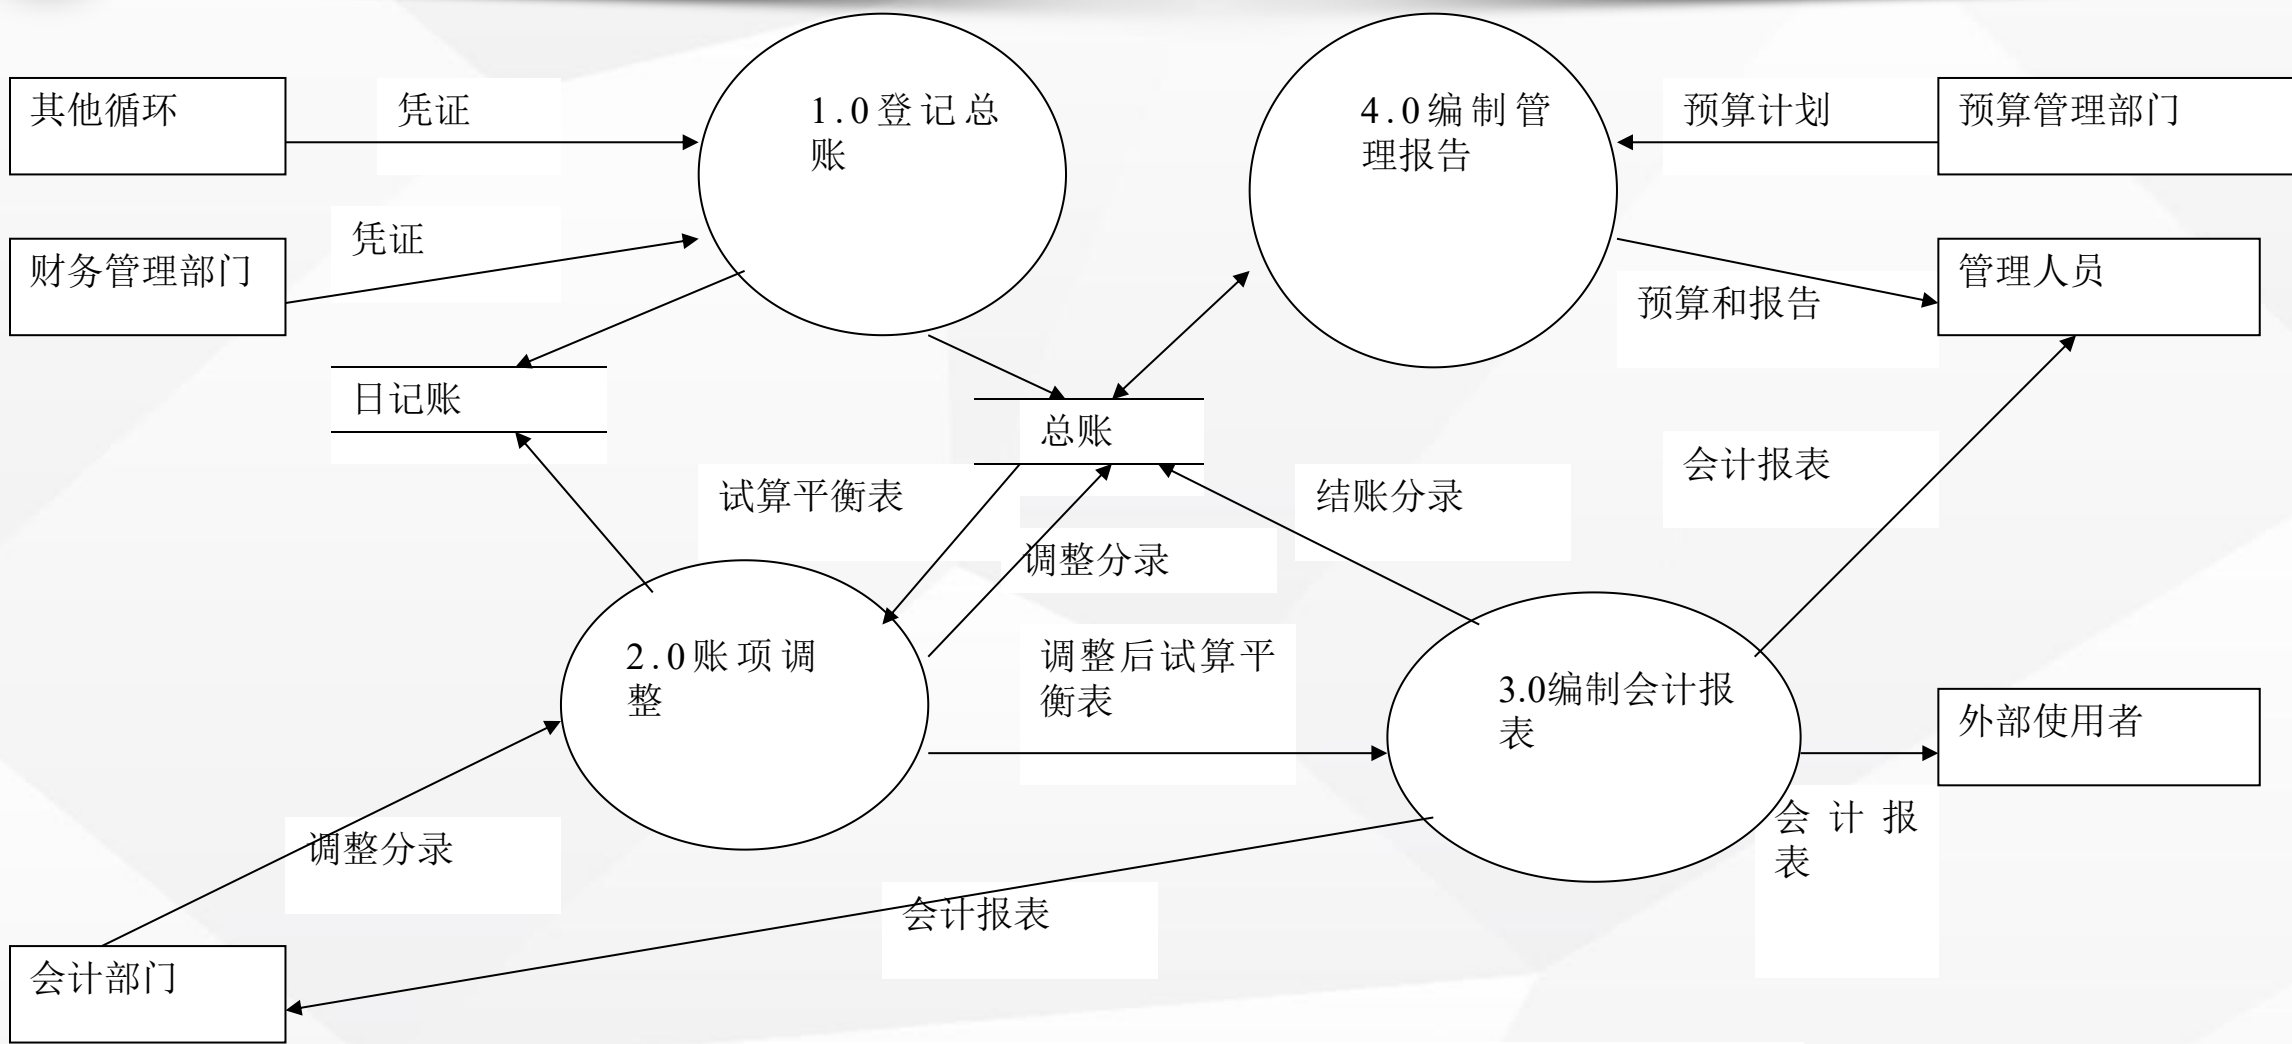 其他循环
凭证
1.0登记总
账
4.0编制管
理报告
预算计划
预算管理部门
财务管理部门
凭证
管理人员
预算和报告
日记账
总账
试算平衡表
结账分录
会计报表
调整分录
2.0账项调
整
调整后试算平
衡表
3.0编制会计报
表
外部使用者
会计报
表
调整分录
会计报表
会计部门